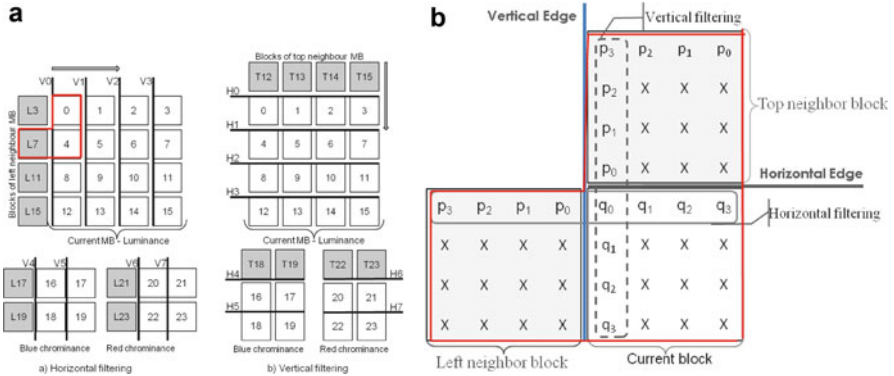 a
Blocks of left neighbour MB
V0 V1 V2 V3
L3 0 1 2 3
L7 4 5 6 7
L11 8 9 10 11
L15 12 13 14 15
Current MB - Luminance
V4 V5 V6 V7
L17 16 17 L21 20 21
L19 18 19 L23 22 23
Blue chrominance Red chrominance
a) Horizontal filtering
Blocks of top neighbour MB
T12 T13 T14 T15
H0
0 1 2 3
H1
4 5 6 7
H2
8 9 10 11
H3
12 13 14 15
Current MB - Luminance
T18 T19 T22 T23
H4 H6
16 17 20 21
H5 H7
18 19 22 23
Blue chrominance Red chrominance
b) Vertical filtering
b
Vertical Edge
Vertical filtering
p3 p2 p1 p0
p2 X X X
p1 X X X
p0 X X X
Top neighbor block
Horizontal Edge
p3 p2 p1 p0 q0 q1 q2 q3
Horizontal filtering
X X X X q1 X X X
X X X X q2 X X X
X X X X q3 X X X
Left neighbor block
Current block